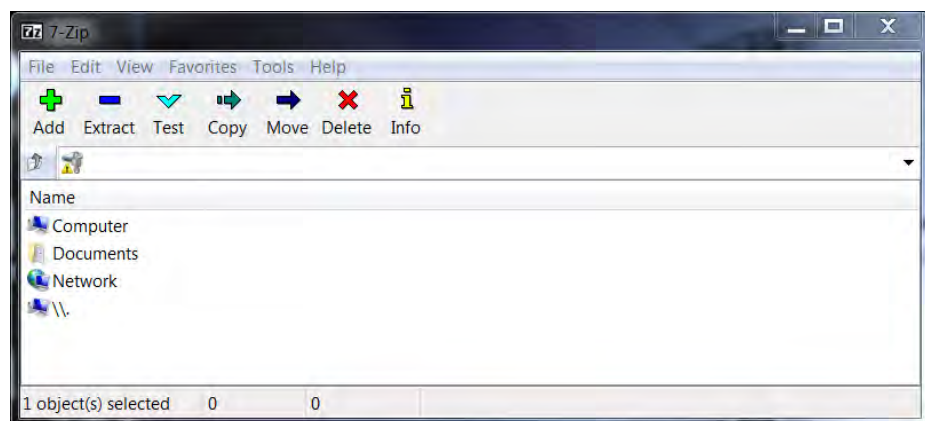 7z 7-Zip
File Edit View Favorites Tools Help
Add Extract Test Copy Move Delete Info
Name
Computer
Documents
Network
\\.
1 object(s) selected 0 0